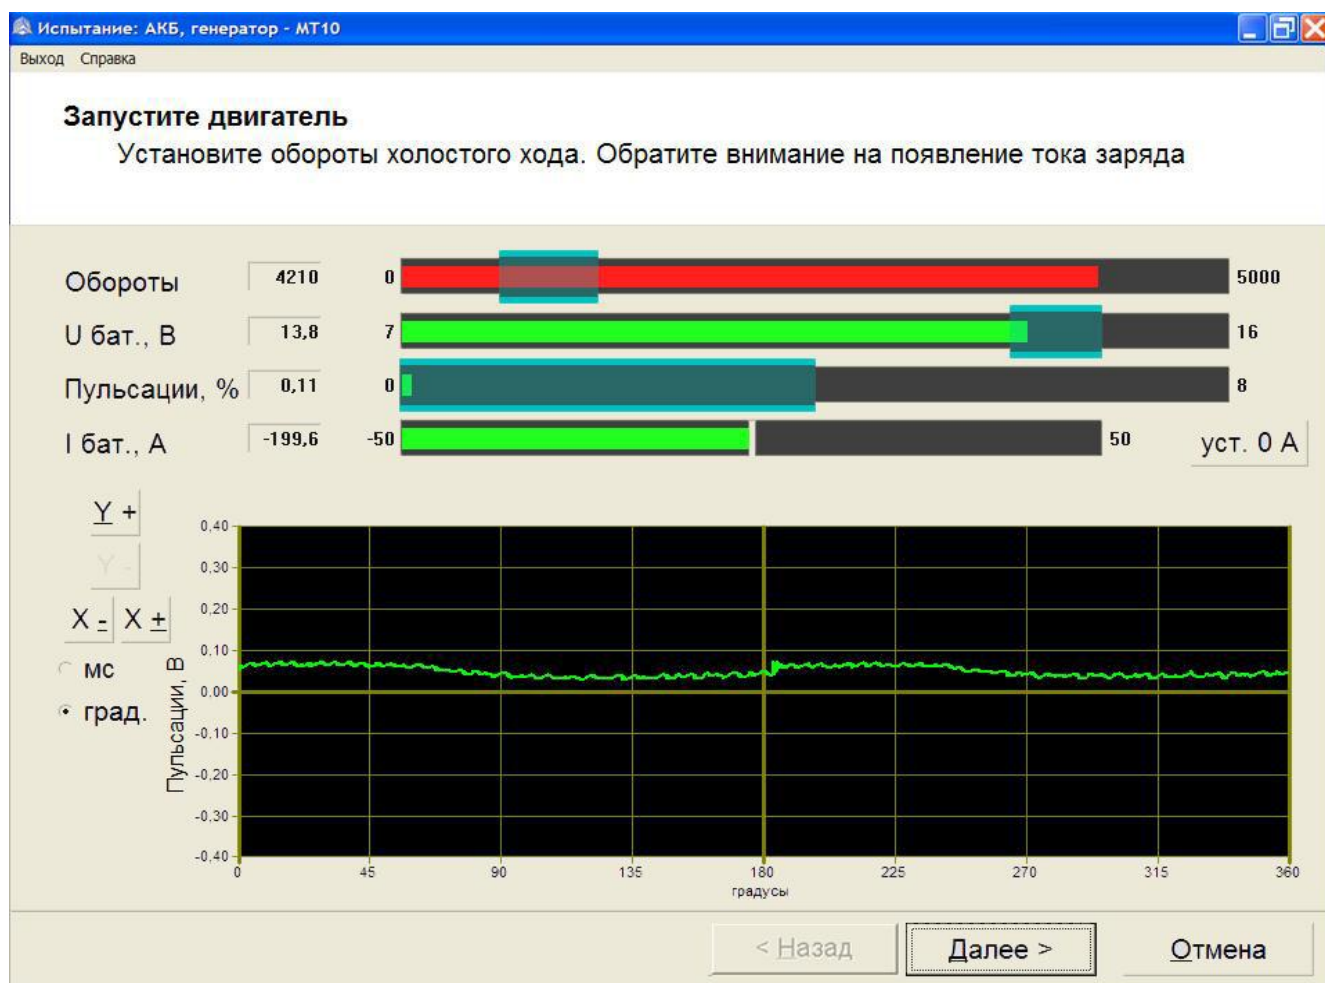 Испытание: АКБ, генератор - МТ10
Выход Справка
Запустите двигатель
Установите обороты холостого хода. Обратите внимание на появление тока заряда
Обороты 4210 0 5000
U бат., В 13,8 7 16
Пульсации, % 0,11 0 8
I бат., А -199,6 -50 50 уст. 0 А
Y +
Y -
X - X +
мс
град.
Пульсации, В
0,40
0,30
0,20
0,10
0.00
-0.10
-0,20
-0,30
-0,40
0 45 90 135 180 225 270 315 360
градусы
< Назад Далее > Отмена